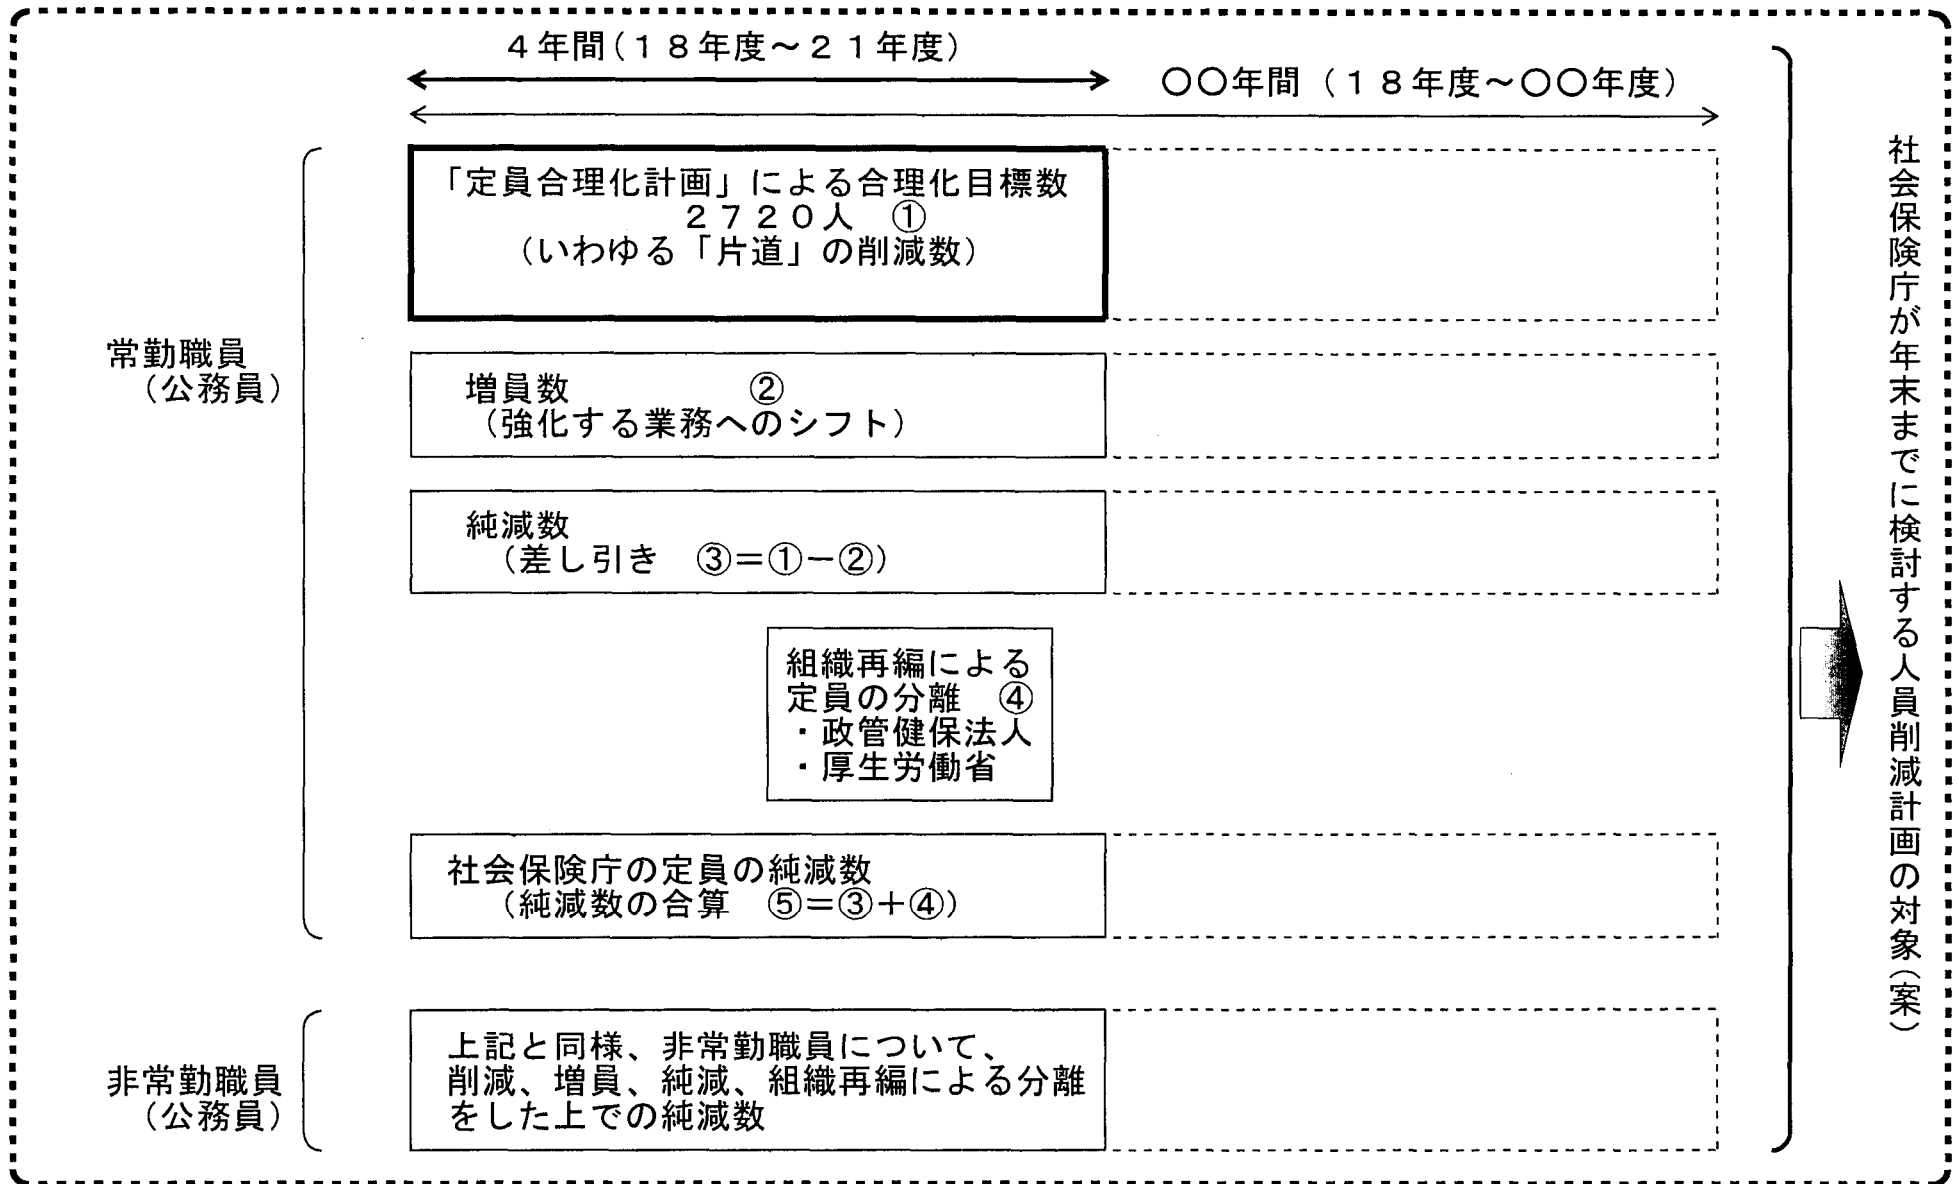 4年間(18年度～21年度)
〇〇年間(18年度～〇〇年度)
「定員合理化計画」による合理化目標数
2720人 ①
(いわゆる「片道」の削減数)
常勤職員
(公務員)
増員数 ②
(強化する業務へのシフト)
純減数
(差し引き ③=①-②)
組織再編による
定員の分離 ④
・政管健保法人
・厚生労働省
社会保険庁の定員の純減数
(純減数の合算 ⑤=③+④)
非常勤職員
(公務員)
上記と同様、非常勤職員について、
削減、増員、純減、組織再編による分離
をした上での純減数
社会保険庁が年末までに検討する人員削減計画の対象(案)